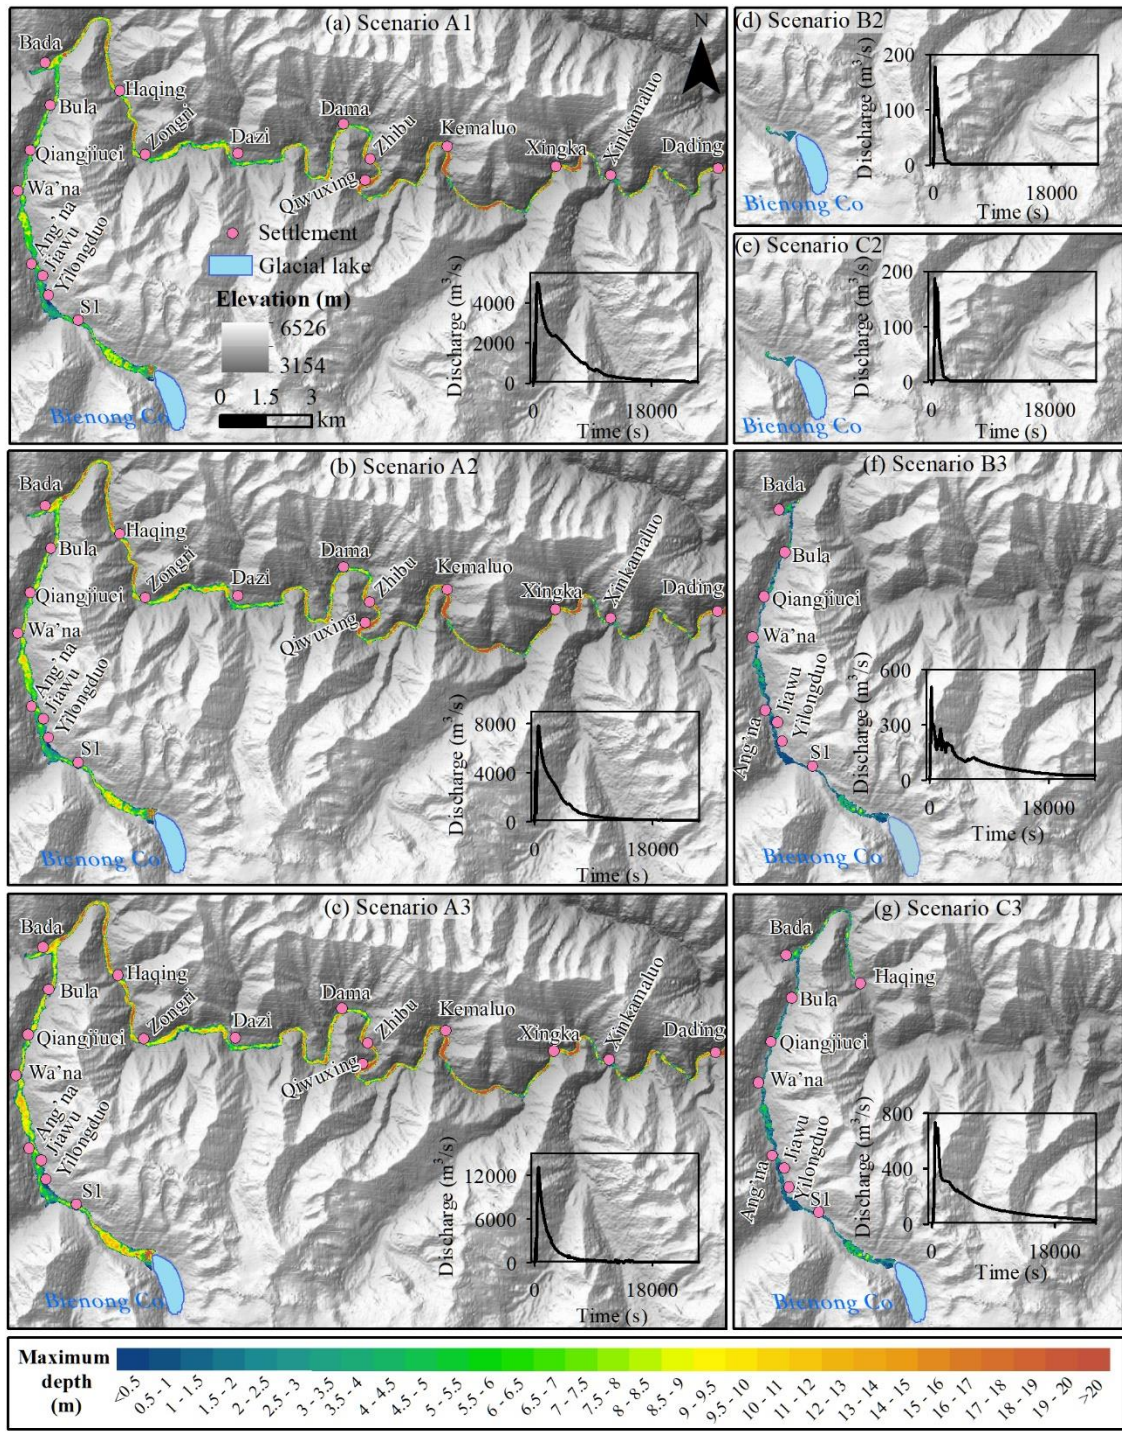 (a) Scenario A1
N
Bada
Haqing
Bula
Zongri
Dazi
Dama
Zhibu
Kemaluo
Xingka
Xinkamaluo
Dading
Qiangjiuci
Qiwuxing
Wa'na
Ang'na
Jiawu
Yilongduo
S1
Settlement
Glacial lake
Elevation (m)
6526
3154
0 1.5 3
km
Bienong Co
Discharge (m³/s)
4000
2000
0
0 18000
Time (s)
(d) Scenario B2
Discharge (m³/s)
200
100
0
0 18000
Time (s)
Bienong Co
(e) Scenario C2
Discharge (m³/s)
200
100
0
0 18000
Time (s)
Bienong Co
(b) Scenario A2
Bada
Haqing
Bula
Zongri
Dazi
Dama
Zhibu
Kemaluo
Xingka
Xinkamaluo
Dading
Qiangjiuci
Qiwuxing
Wa'na
Ang'na
Jiawu
Yilongduo
S1
Bienong Co
Discharge (m³/s)
8000
4000
0
0 18000
Time (s)
(f) Scenario B3
Bada
Bula
Qiangjiuci
Wa'na
Jiawu
Yilongduo
Ang'na
S1
Bienong Co
Discharge (m³/s)
600
300
0
0 18000
Time (s)
(c) Scenario A3
Bada
Haqing
Bula
Zongri
Dazi
Dama
Zhibu
Kemaluo
Xingka
Xinkamaluo
Dading
Qiangjiuci
Qiwuxing
Wa'na
Ang'na
Jiawu
Yilongduo
S1
Bienong Co
Discharge (m³/s)
12000
6000
0
0 18000
Time (s)
(g) Scenario C3
Bada
Haqing
Bula
Qiangjiuci
Wa'na
Jiawu
Yilongduo
Ang'na
S1
Bienong Co
Discharge (m³/s)
800
400
0
0 18000
Time (s)
Maximum
depth
(m)
<0.5
0.5 - 1
1 - 1.5
1.5 - 2
2 - 2.5
2.5 - 3
3 - 3.5
3.5 - 4
4 - 4.5
4.5 - 5
5 - 5.5
5.5 - 6
6 - 6.5
6.5 - 7
7 - 7.5
7.5 - 8
8 - 8.5
8.5 - 9
9 - 9.5
9.5 - 10
10 - 11
11 - 12
12 - 13
13 - 14
14 - 15
15 - 16
16 - 17
17 - 18
18 - 19
19 - 20
>20